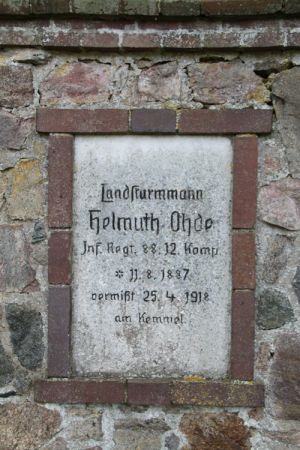 Landsturmmann
Helmuth Ohde
Inf. Regt. 88. 12. Komp.
* 11. 8. 1887
vermißt 25. 4. 1918
am Kemmel.